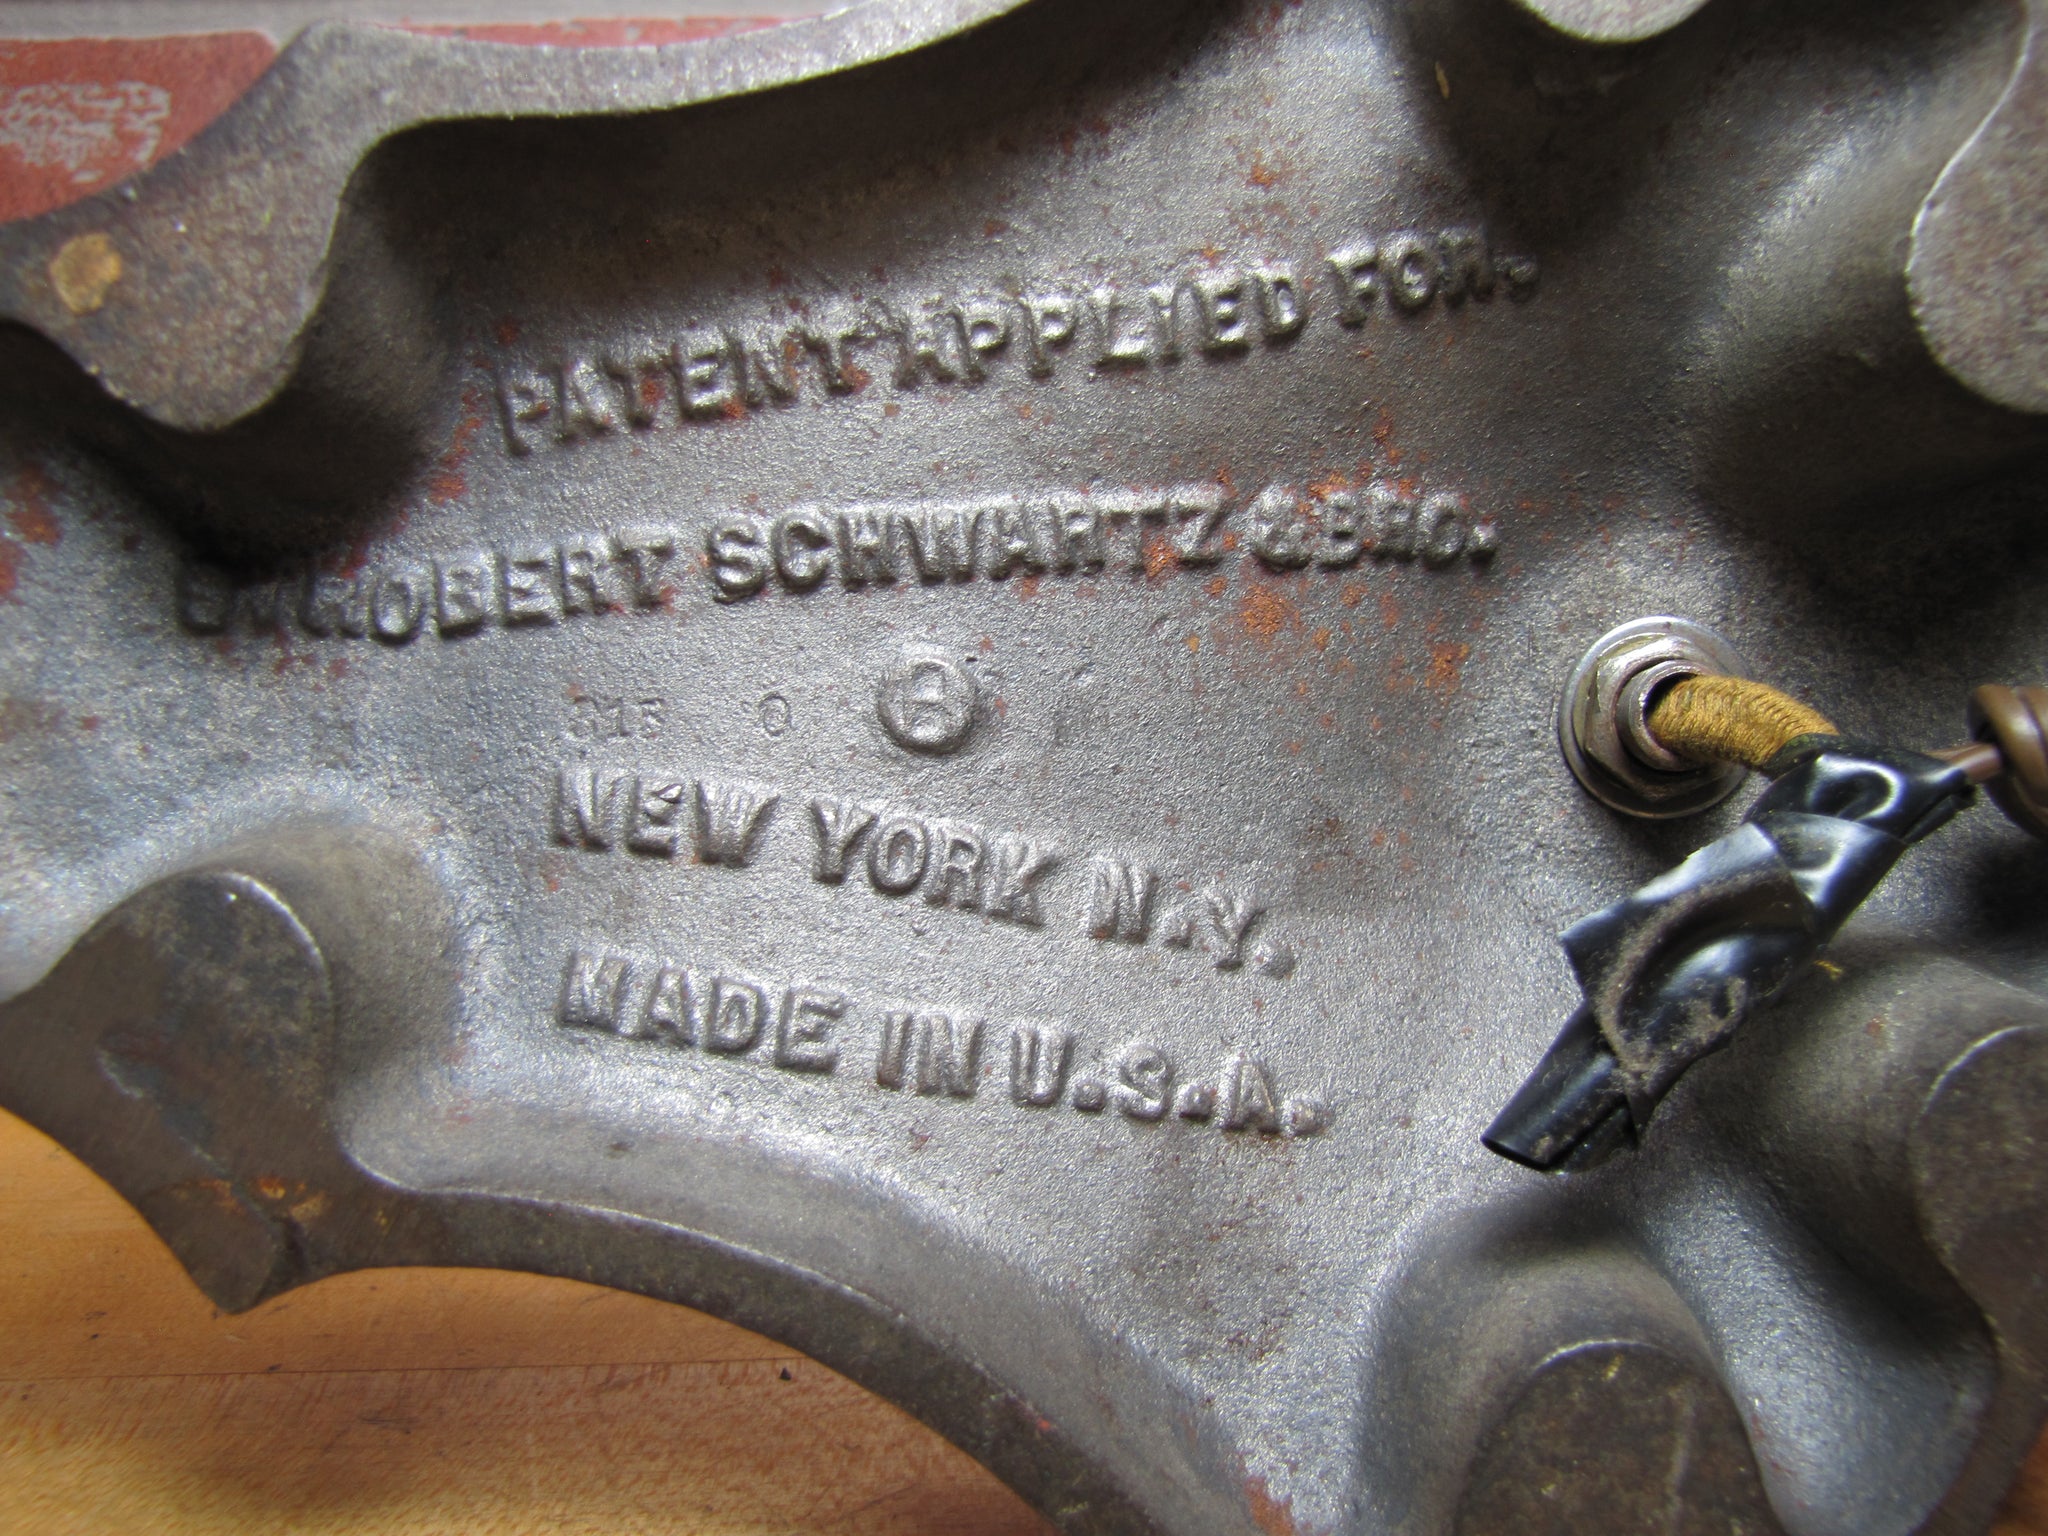 PATENT APPLIED FOR.
G. ROBERT SCHWARTZ & BRO.
O R
NEW YORK N.Y.
MADE IN U.S.A.